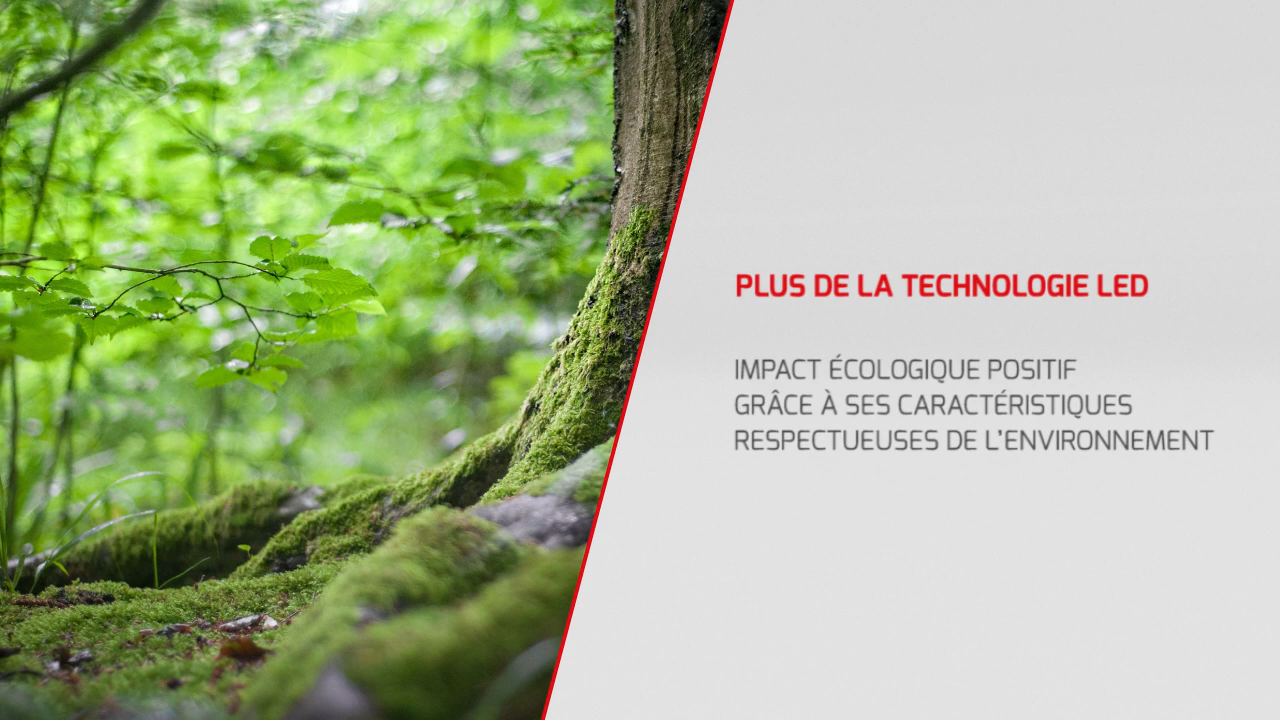 PLUS DE LA TECHNOLOGIE LED
IMPACT ÉCOLOGIQUE POSITIF
GRÂCE À SES CARACTÉRISTIQUES
RESPECTUEUSES DE L'ENVIRONNEMENT